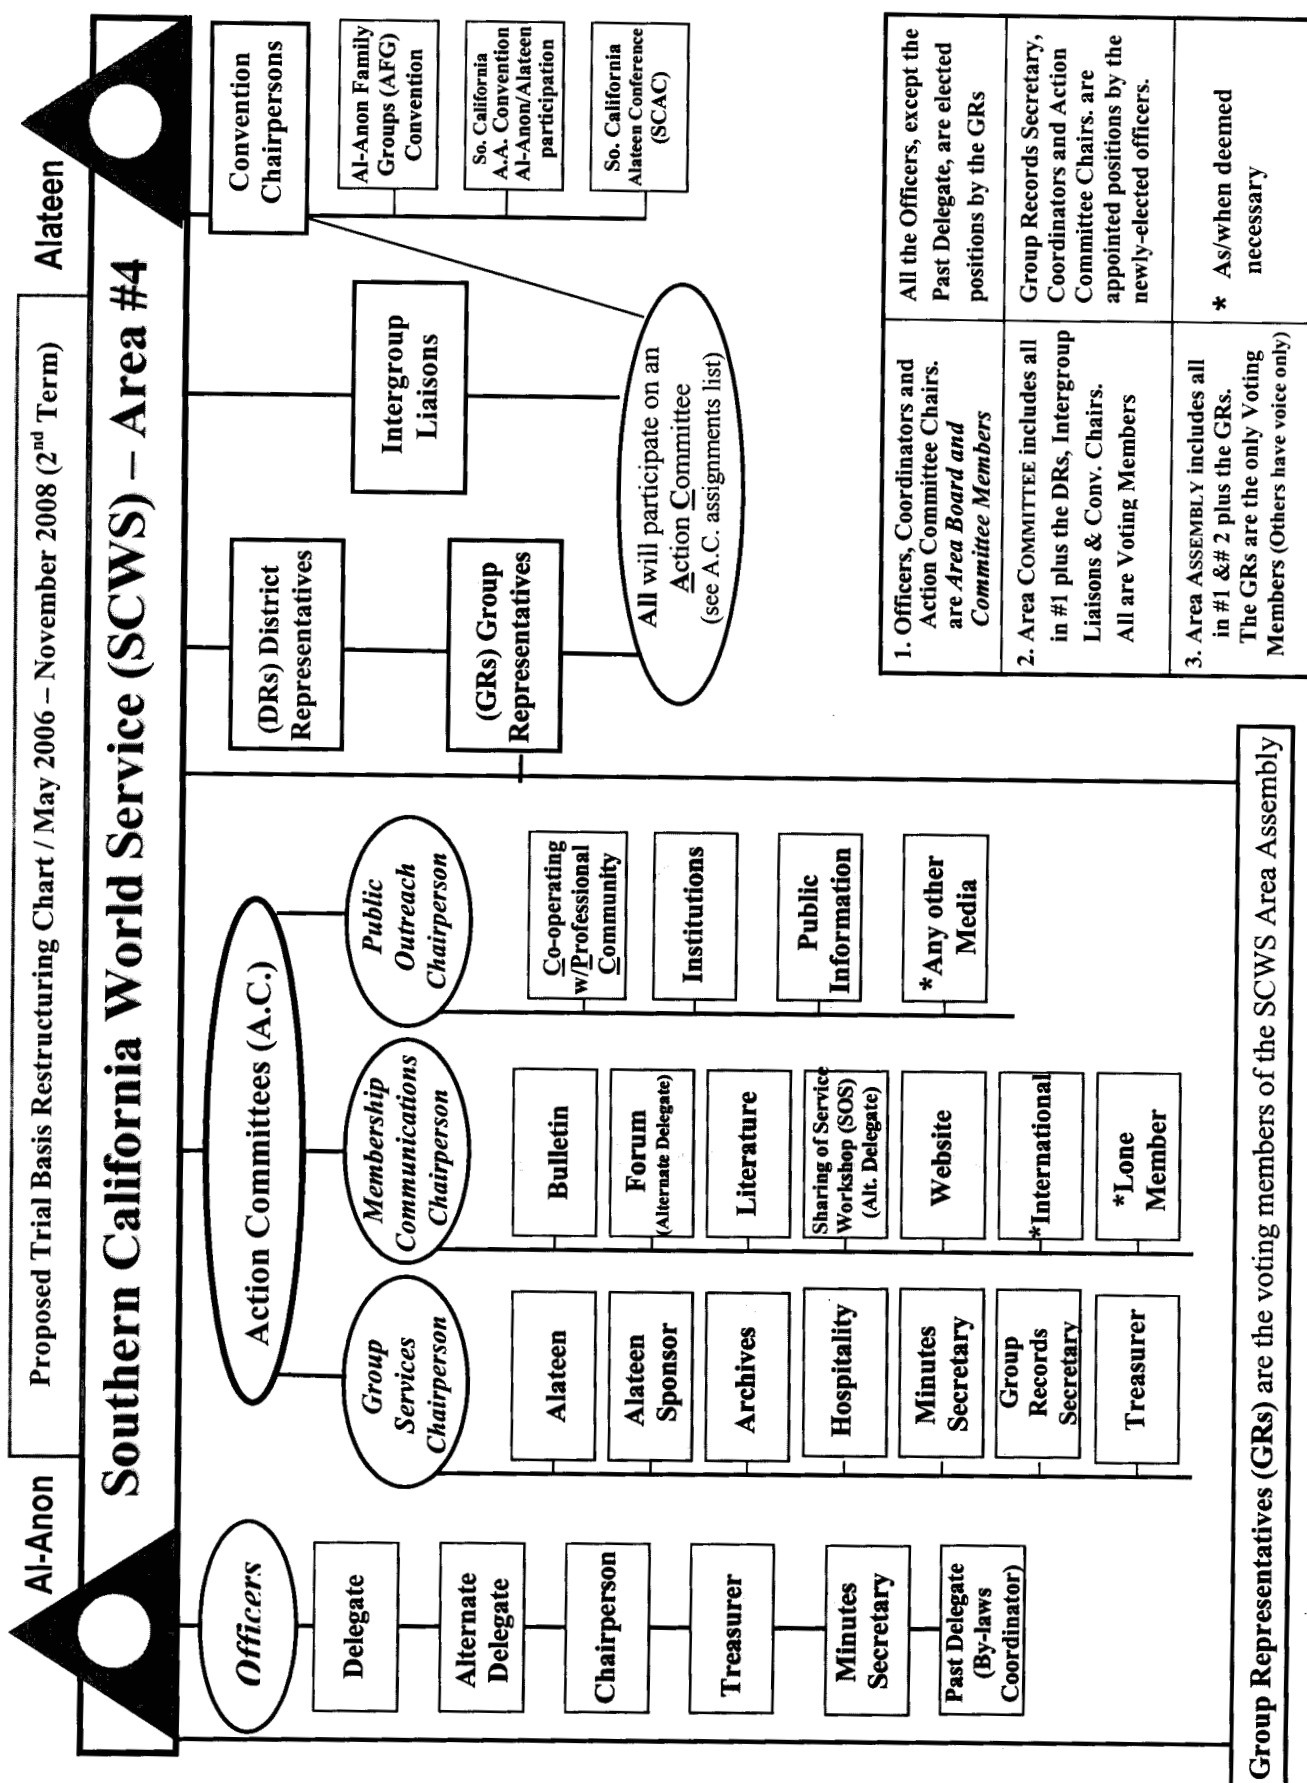 Al-Anon
Proposed Trial Basis Restructuring Chart / May 2006 – November 2008 (2nd Term)
Alateen
Southern California World Service (SCWS) – Area #4
Officers
Delegate
Alternate
Delegate
Chairperson
Treasurer
Minutes
Secretary
Past Delegate
(By-laws
Coordinator)
Action Committees (A.C.)
Group
Services
Chairperson
Alateen
Alateen
Sponsor
Archives
Hospitality
Minutes
Secretary
Group
Records
Secretary
Treasurer
Membership
Communications
Chairperson
Bulletin
Forum
(Alternate Delegate)
Literature
Sharing of Service
Workshop (SOS)
(Alt. Delegate)
Website
*International
*Lone
Member
Public
Outreach
Chairperson
Co-operating
w/Professional
Community
Institutions
Public
Information
*Any other
Media
(DRs) District
Representatives
(GRs) Group
Representatives
Intergroup
Liaisons
Convention
Chairpersons
Al-Anon Family
Groups (AFG)
Convention
So. California
A.A. Convention
Al-Anon/Alateen
participation
So. California
Alateen Conference
(SCAC)
All will participate on an
Action Committee
(see A.C. assignments list)
1. Officers, Coordinators and
Action Committee Chairs.
are Area Board and
Committee Members
All the Officers, except the
Past Delegate, are elected
positions by the GRs
2. Area COMMITTEE includes all
in #1 plus the DRs, Intergroup
Liaisons & Conv. Chairs.
All are Voting Members
Group Records Secretary,
Coordinators and Action
Committee Chairs. are
appointed positions by the
newly-elected officers.
3. Area ASSEMBLY includes all
in #1 &# 2 plus the GRs.
The GRs are the only Voting
Members (Others have voice only)
* As/when deemed
necessary
Group Representatives (GRs) are the voting members of the SCWS Area Assembly